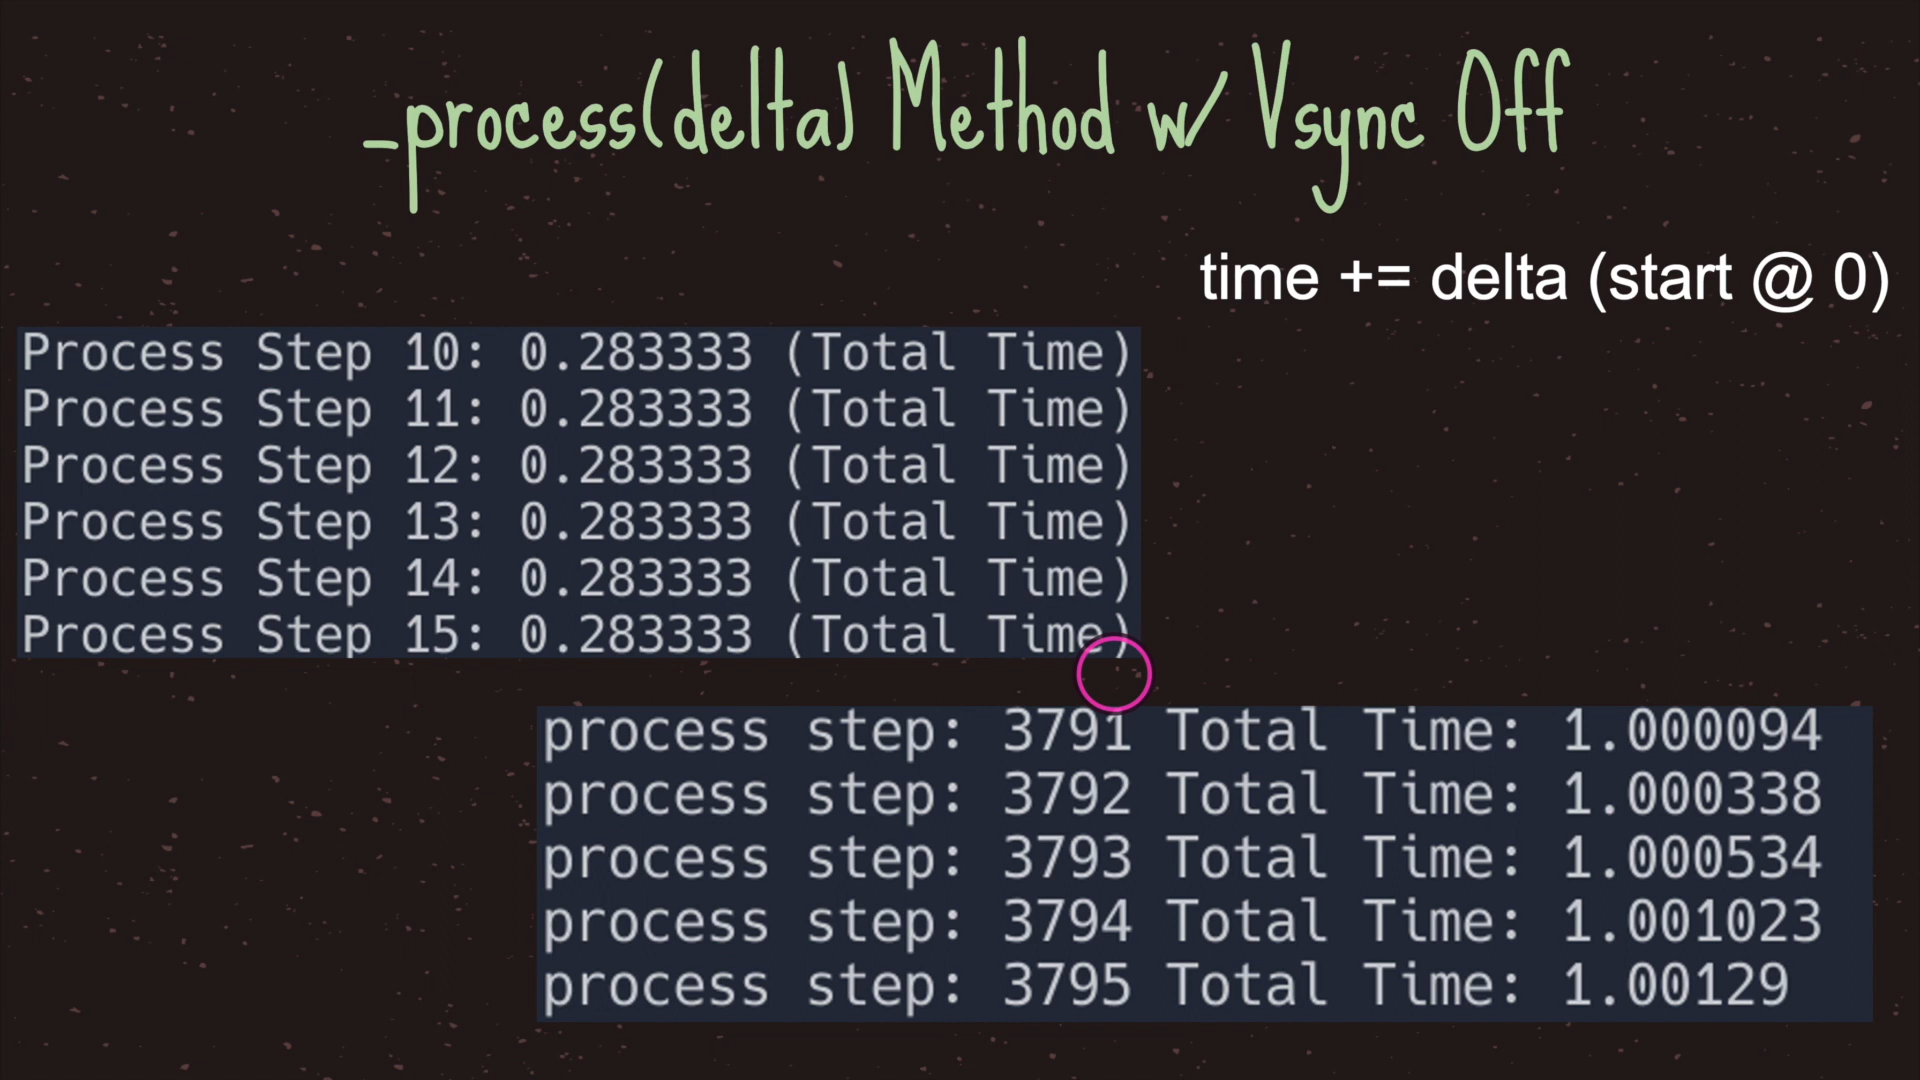 _process(delta) Method w/ Vsync Off
time += delta (start @ 0)
Process Step 10: 0.283333 (Total Time)
Process Step 11: 0.283333 (Total Time)
Process Step 12: 0.283333 (Total Time)
Process Step 13: 0.283333 (Total Time)
Process Step 14: 0.283333 (Total Time)
Process Step 15: 0.283333 (Total Time)
process step: 3791 Total Time: 1.000094
process step: 3792 Total Time: 1.000338
process step: 3793 Total Time: 1.000534
process step: 3794 Total Time: 1.001023
process step: 3795 Total Time: 1.00129